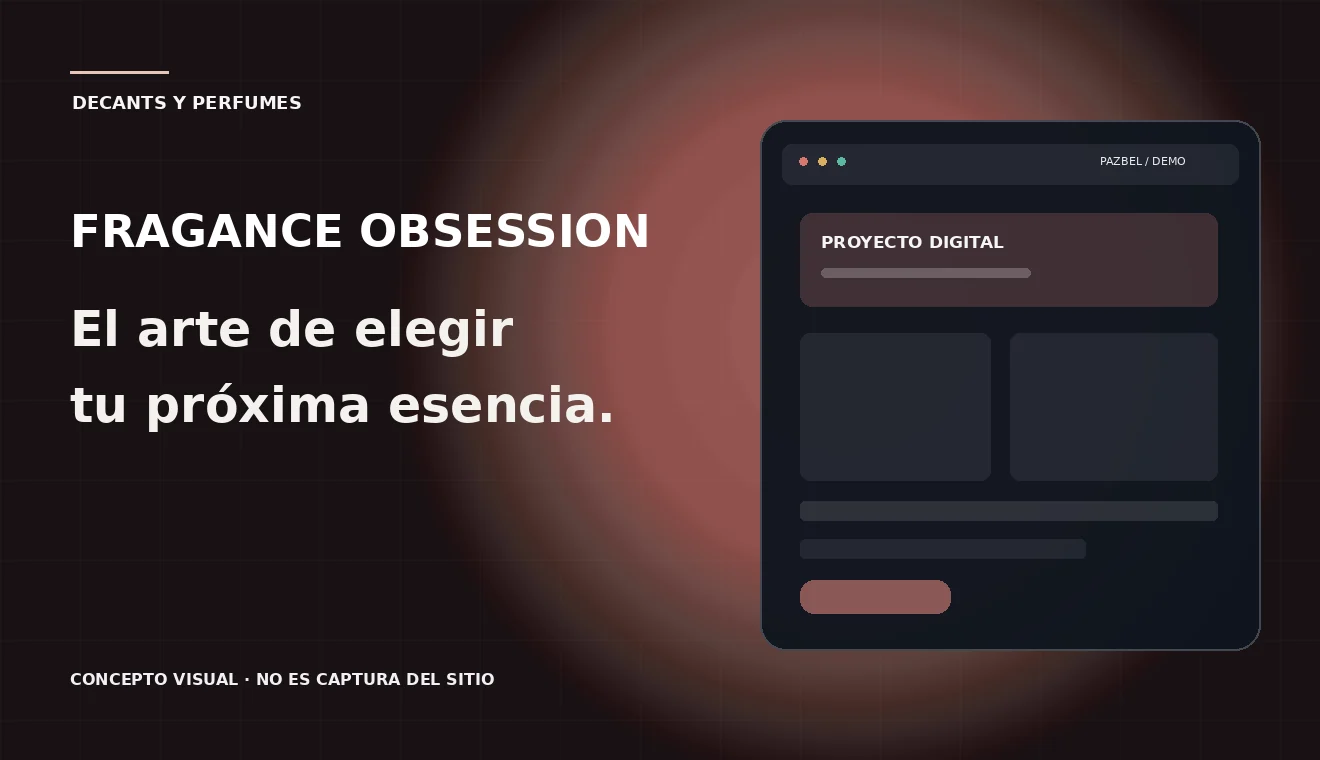 DECANTS Y PERFUMES
FRAGANCE OBSESSION
El arte de elegir
tu próxima esencia.
CONCEPTO VISUAL · NO ES CAPTURA DEL SITIO
PAZBEL / DEMO
PROYECTO DIGITAL